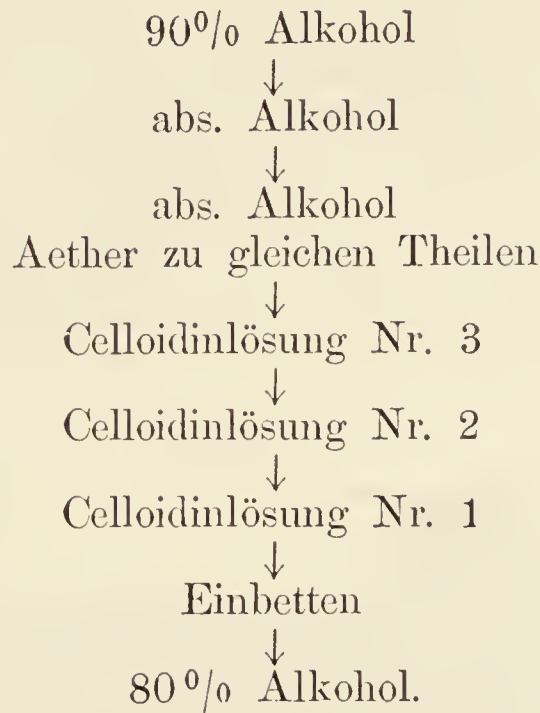 90% Alkohol
↓
abs. Alkohol
↓
abs. Alkohol
Aether zu gleichen Theilen
↓
Celloidinlösung Nr. 3
↓
Celloidinlösung Nr. 2
↓
Celloidinlösung Nr. 1
↓
Einbetten
↓
80% Alkohol.